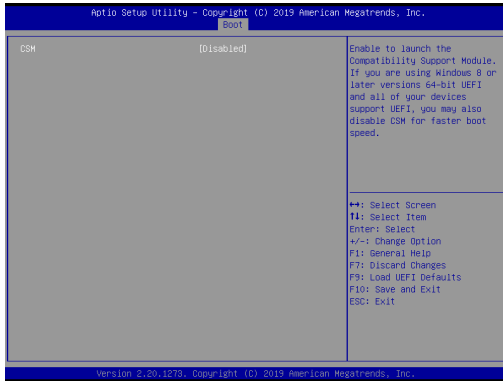 Aptio Setup Utility - Copyright (C) 2019 American Megatrends, Inc.
Boot
CSM [Disabled]
Enable to launch the
Compatibility Support Module.
If you are using Windows 8 or
later versions 64-bit UEFI
and all of your devices
support UEFI, you may also
disable CSM for faster boot
speed.
↔: Select Screen
↑↓: Select Item
Enter: Select
+/-: Change Option
F1: General Help
F7: Discard Changes
F9: Load UEFI Defaults
F10: Save and Exit
ESC: Exit
Version 2.20.1273. Copyright (C) 2019 American Megatrends, Inc.